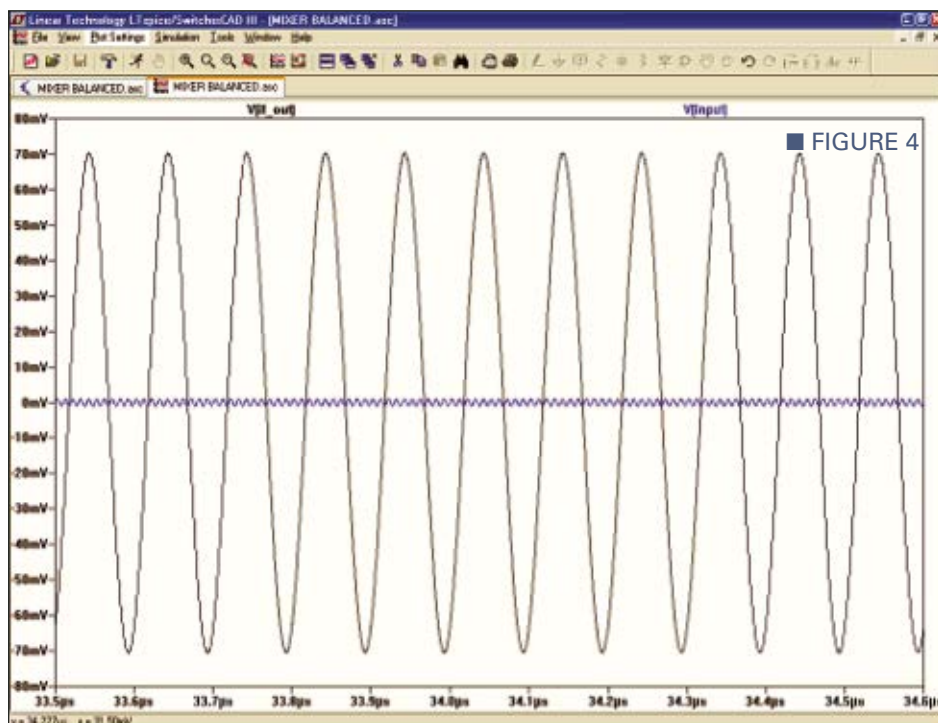 Linear Technology LTspice/SwitcherCAD III - [MIXER BALANCED.asc]
File View Plot Settings Simulation Tools Window Help
MIXER BALANCED.asc MIXER BALANCED.asc
V[if_out] V[input]
FIGURE 4
80mV
70mV
60mV
50mV
40mV
30mV
20mV
10mV
0mV
-10mV
-20mV
-30mV
-40mV
-50mV
-60mV
-70mV
-80mV
33.5µs 33.6µs 33.7µs 33.8µs 33.9µs 34.0µs 34.1µs 34.2µs 34.3µs 34.4µs 34.5µs 34.6µs